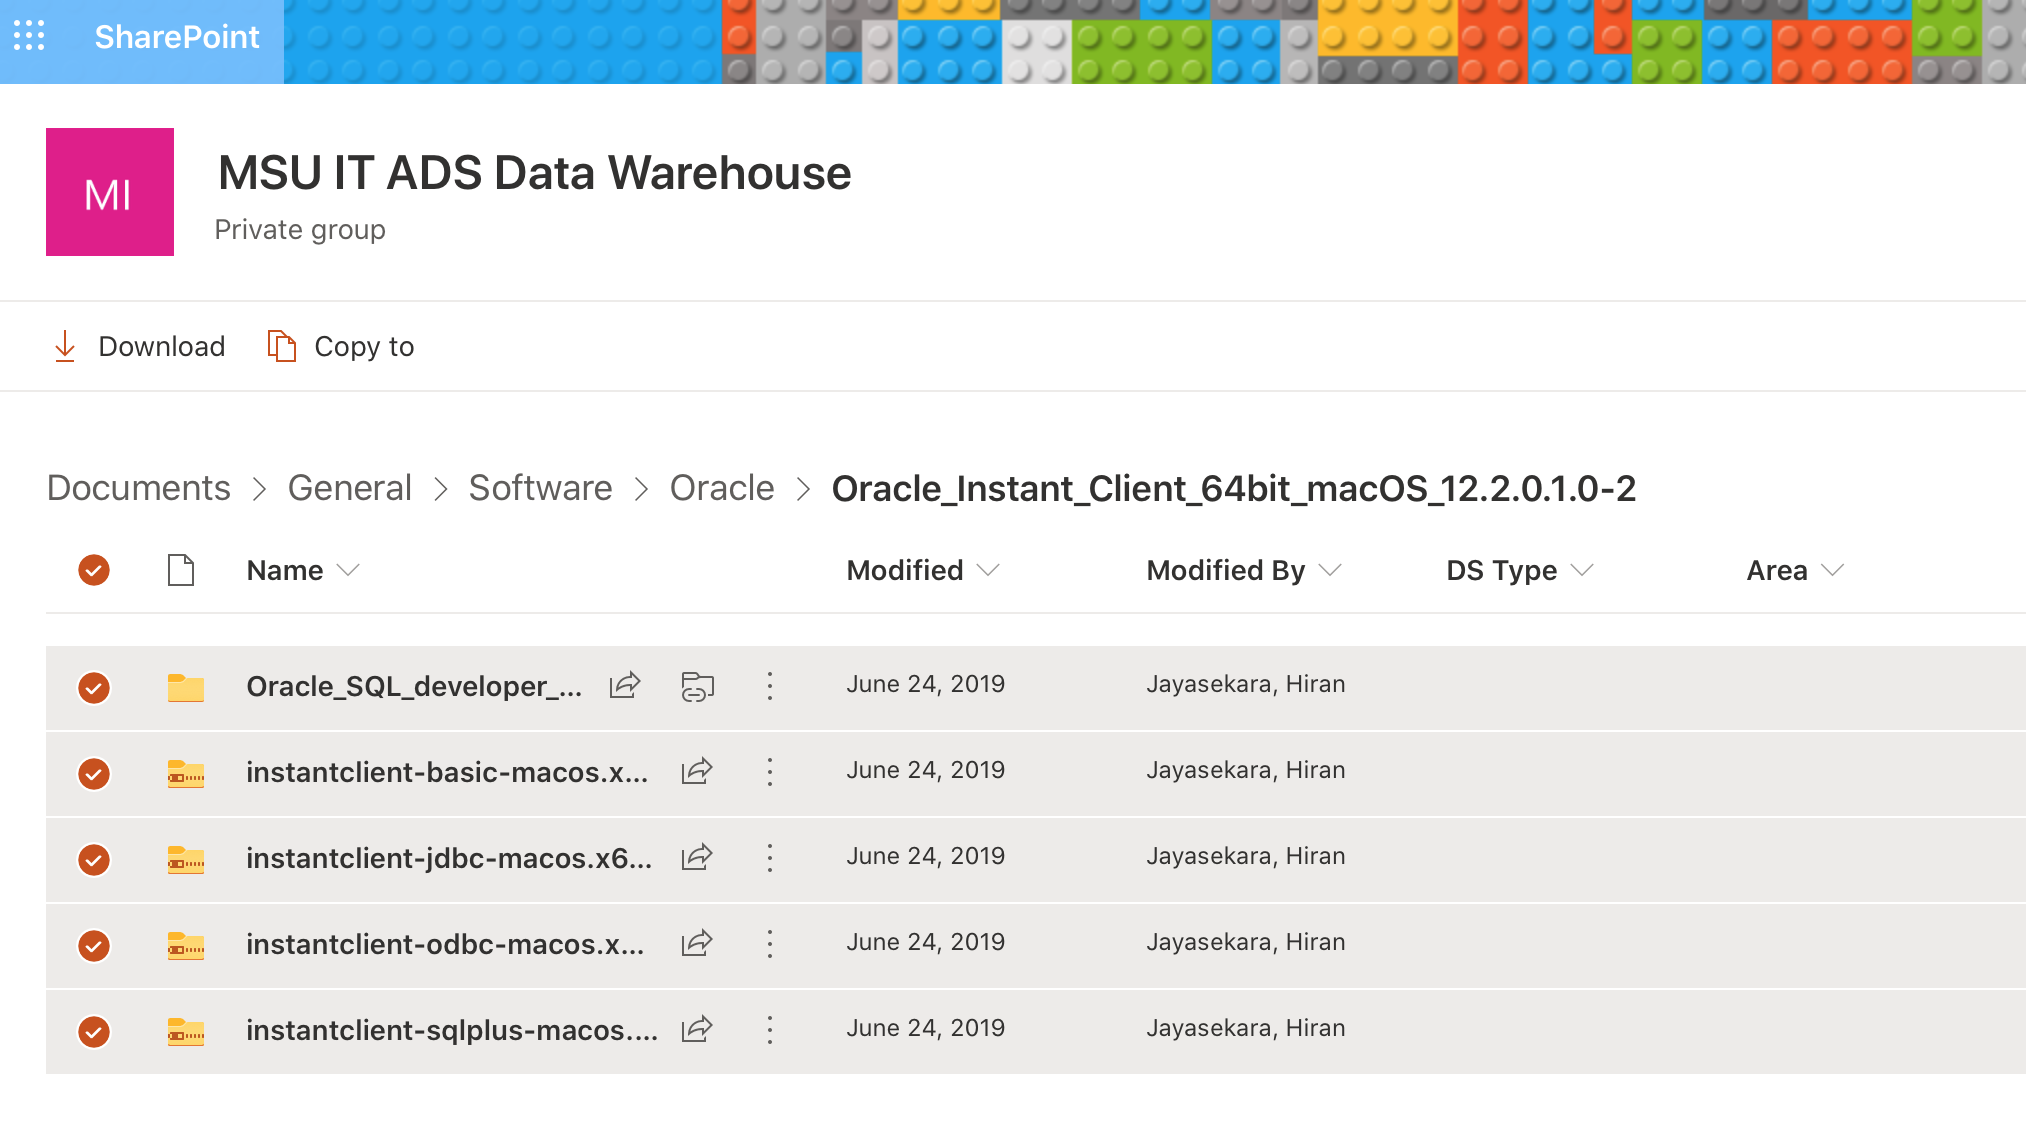 SharePoint
MI
MSU IT ADS Data Warehouse
Private group
Download Copy to
Documents > General > Software > Oracle > Oracle_Instant_Client_64bit_macOS_12.2.0.1.0-2
Name Modified Modified By DS Type Area
Oracle_SQL_developer_... June 24, 2019 Jayasekara, Hiran
instantclient-basic-macos.x... June 24, 2019 Jayasekara, Hiran
instantclient-jdbc-macos.x6... June 24, 2019 Jayasekara, Hiran
instantclient-odbc-macos.x... June 24, 2019 Jayasekara, Hiran
instantclient-sqlplus-macos.... June 24, 2019 Jayasekara, Hiran